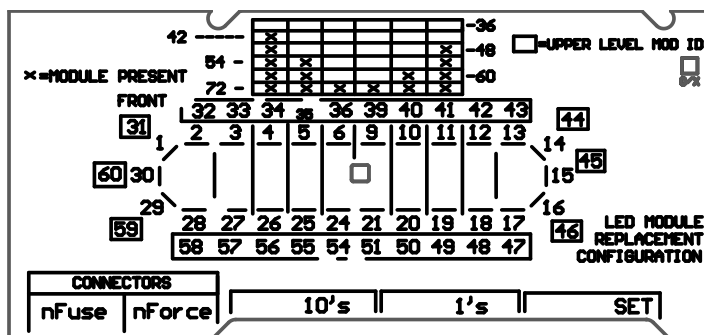 36
42
X X 48
54 X X X
X X X 60
72 X X X X X X
□=UPPER LEVEL MOD ID
X=MODULE PRESENT
FRONT
S/X
32 33 34 35 36 39 40 41 42 43
31 44
2 3 4 5 6 9 10 11 12 13
1 14
60 30 15 45
29 16
28 27 26 25 24 21 20 19 18 17
59 46
58 57 56 55 54 51 50 49 48 47
LED MODULE
REPLACEMENT
CONFIGURATION
CONNECTORS
nFuse nForce
10's 1's SET